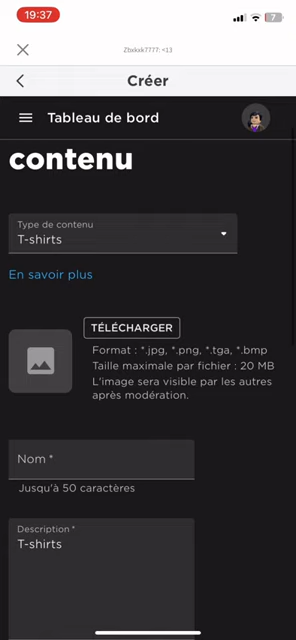 19:37
7
Zbxkxk7777: <13
Créer
Tableau de bord
contenu
Type de contenu
T-shirts
En savoir plus
TÉLÉCHARGER
Format : *.jpg, *.png, *.tga, *.bmp
Taille maximale par fichier : 20 MB
L'image sera visible par les autres
après modération.
Nom *
Jusqu'à 50 caractères
Description *
T-shirts